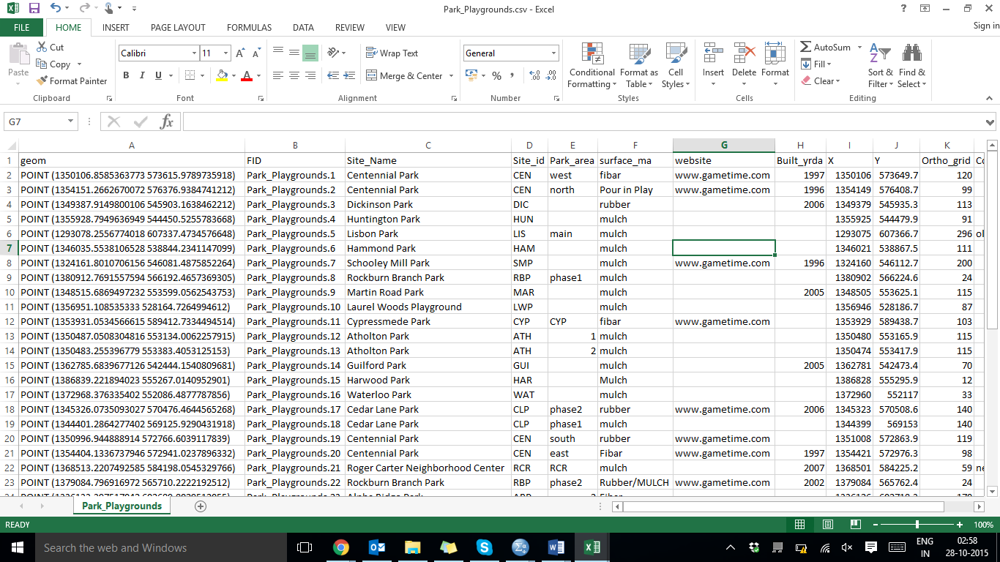 Park_Playgrounds.csv - Excel
FILE HOME INSERT PAGE LAYOUT FORMULAS DATA REVIEW VIEW Sign in
Paste Cut Copy Format Painter Clipboard
Calibri 11 B I U Font
Wrap Text Merge & Center Alignment
General % Number
Conditional Formatting Format as Table Cell Styles Styles
Insert Delete Format Cells
AutoSum Fill Clear Sort & Filter Find & Select Editing
G7 fx
A B C D E F G H I J K
1 geom FID Site_Name Site_id Park_area surface_ma website Built_yrda X Y Ortho_grid
2 POINT (1350106.8585363773 573615.9789735918) Park_Playgrounds.1 Centennial Park CEN west fibar www.gametime.com 1997 1350106 573649.7 120
3 POINT (1354151.2662670072 576376.9384741212) Park_Playgrounds.2 Centennial Park CEN north Pour in Play www.gametime.com 1996 1354149 576408.7 99
4 POINT (1349387.9149800106 545903.1638462212) Park_Playgrounds.3 Dickinson Park DIC rubber 2006 1349379 545935.3 113
5 POINT (1355928.7949636949 544450.5255783668) Park_Playgrounds.4 Huntington Park HUN mulch 1355925 544479.9 91
6 POINT (1293078.2556774018 607337.4734576648) Park_Playgrounds.5 Lisbon Park LIS main mulch 1293075 607366.7 296
7 POINT (1346035.5538106528 538844.2341147099) Park_Playgrounds.6 Hammond Park HAM mulch 1346021 538867.5 111
8 POINT (1324161.8010706156 546081.4875852264) Park_Playgrounds.7 Schooley Mill Park SMP mulch www.gametime.com 1996 1324160 546112.7 200
9 POINT (1380912.7691557594 566192.4657369305) Park_Playgrounds.8 Rockburn Branch Park RBP phase1 mulch 1380902 566224.6 24
10 POINT (1348515.6869497232 553599.0562543753) Park_Playgrounds.9 Martin Road Park MAR mulch 2005 1348505 553625.1 115
11 POINT (1356951.108535333 528164.7264994612) Park_Playgrounds.10 Laurel Woods Playground LWP mulch 1356946 528186.7 87
12 POINT (1353931.0534566615 589412.7334494514) Park_Playgrounds.11 Cypressmede Park CYP CYP fibar www.gametime.com 1353929 589438.7 103
13 POINT (1350487.0508304816 553134.0062257915) Park_Playgrounds.12 Atholton Park ATH 1 mulch 1350480 553165.9 115
14 POINT (1350483.255396779 553383.4053125153) Park_Playgrounds.13 Atholton Park ATH 2 mulch 1350474 553417.9 115
15 POINT (1362785.6839677126 542444.1540809681) Park_Playgrounds.14 Guilford Park GUI mulch 2005 1362781 542473.4 70
16 POINT (1386839.221894023 555267.0140952901) Park_Playgrounds.15 Harwood Park HAR Mulch 1386828 555295.9 12
17 POINT (1372968.376335402 552086.4877787856) Park_Playgrounds.16 Waterloo Park WAT mulch 1372960 552117 33
18 POINT (1345326.0735093027 570476.4644565268) Park_Playgrounds.17 Cedar Lane Park CLP phase2 rubber www.gametime.com 2006 1345323 570508.6 140
19 POINT (1344401.2864277402 569125.9290431918) Park_Playgrounds.18 Cedar Lane Park CLP phase1 mulch 1344399 569153 140
20 POINT (1350996.944888914 572766.6039117839) Park_Playgrounds.19 Centennial Park CEN south rubber www.gametime.com 1351008 572863.9 119
21 POINT (1354404.1336737946 572941.0237896332) Park_Playgrounds.20 Centennial Park CEN east Fibar www.gametime.com 1997 1354421 572976.3 98
22 POINT (1368513.2207492585 584198.0545329766) Park_Playgrounds.21 Roger Carter Neighborhood Center RCR RCR mulch 2007 1368501 584225.2 59
23 POINT (1379084.796916972 565710.2222192512) Park_Playgrounds.22 Rockburn Branch Park RBP phase2 Rubber/MULCH www.gametime.com 2002 1379084 565762.4 24
Park_Playgrounds
READY 100%
Search the web and Windows
ENG 02:58
IN 28-10-2015